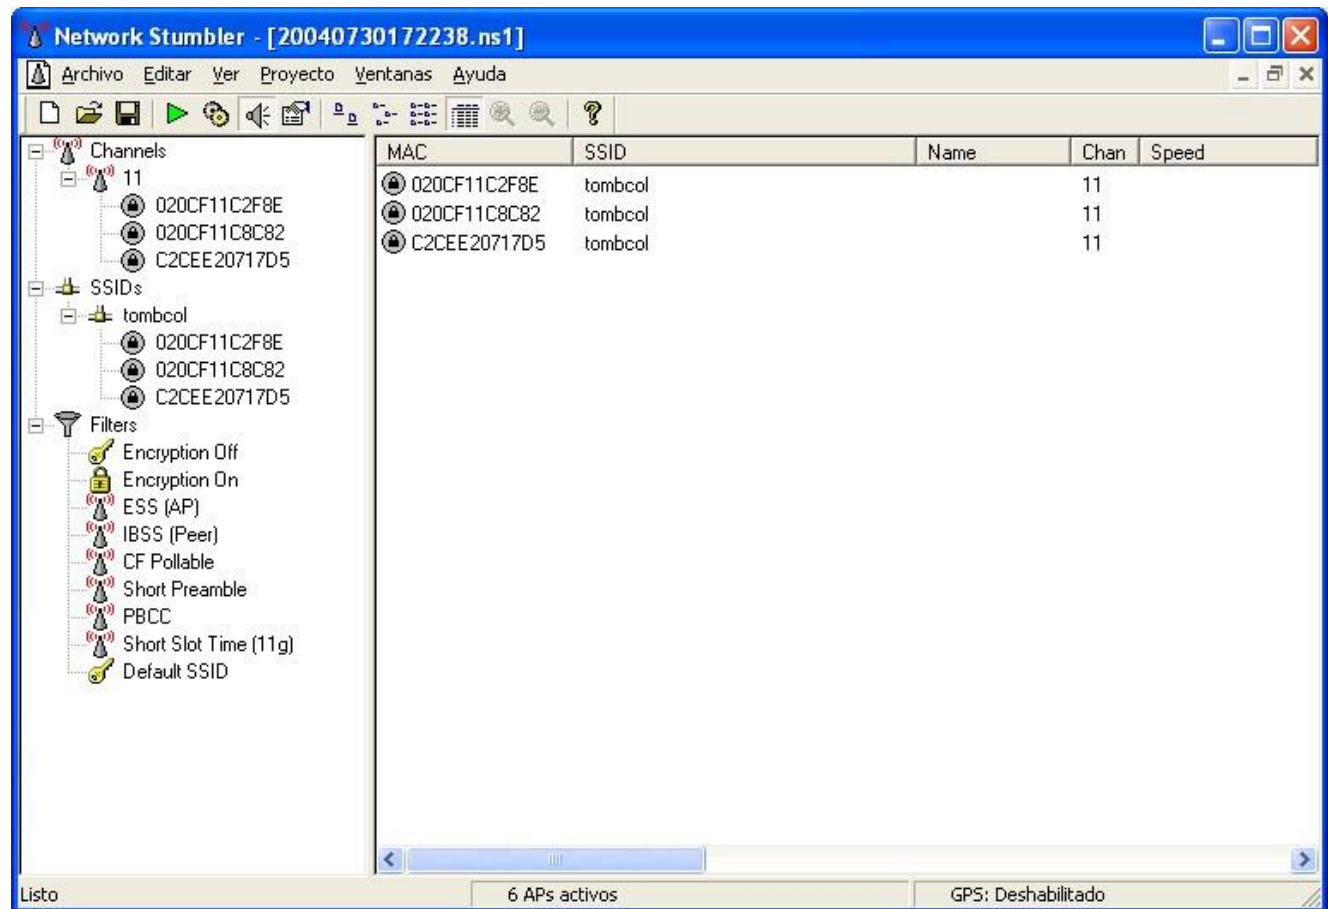 Network Stumbler - [20040730172238.ns1]
Archivo Editar Ver Proyecto Ventanas Ayuda
Channels
11
020CF11C2F8E
020CF11C8C82
C2CEE20717D5
SSIDs
tombcol
020CF11C2F8E
020CF11C8C82
C2CEE20717D5
Filters
Encryption Off
Encryption On
ESS (AP)
IBSS (Peer)
CF Pollable
Short Preamble
PBCC
Short Slot Time (11g)
Default SSID
MAC SSID Name Chan Speed
020CF11C2F8E tombcol 11
020CF11C8C82 tombcol 11
C2CEE20717D5 tombcol 11
Listo 6 APs activos GPS: Deshabilitado